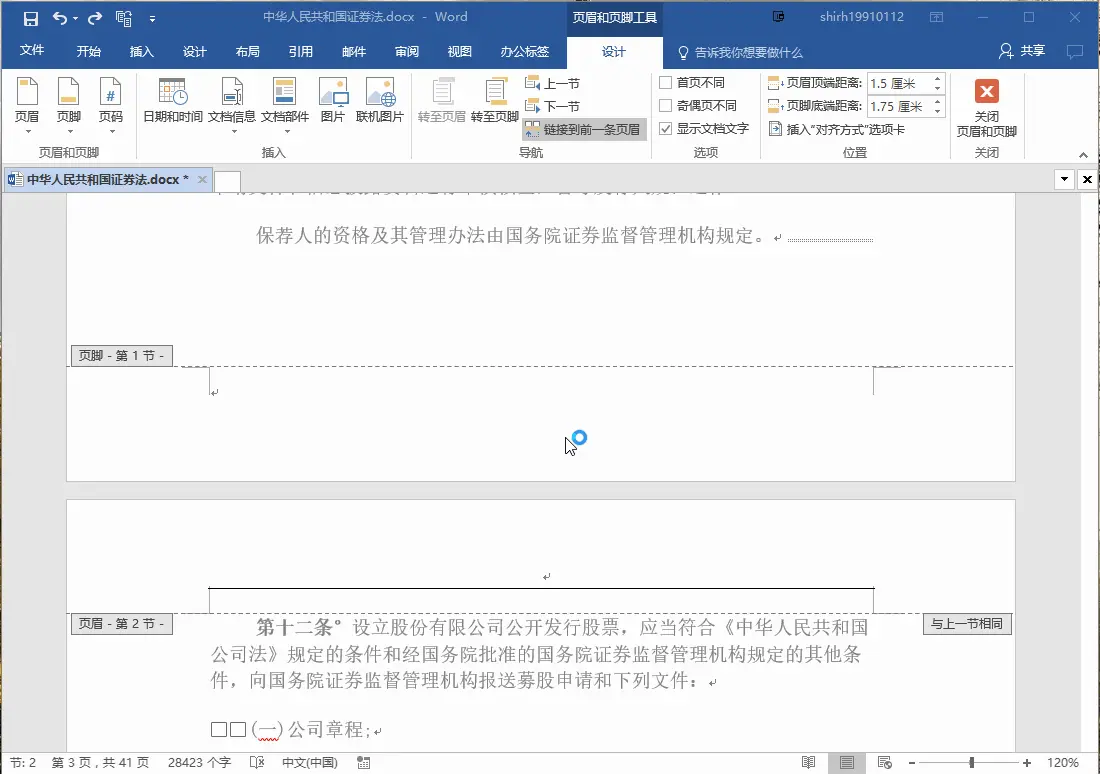 中华人民共和国证券法.docx - Word
页眉和页脚工具
shirh19910112
文件 开始 插入 设计 布局 引用 邮件 审阅 视图 办公标签 设计 告诉我你想要做什么 共享
页眉 页脚 页码 日期和时间 文档信息 文档部件 图片 联机图片 转至页眉 转至页脚
上一节
下一节
链接到前一条页眉
首页不同
奇偶页不同
显示文档文字
页眉顶端距离: 1.5 厘米
页脚底端距离: 1.75 厘米
插入"对齐方式"选项卡
关闭
页眉和页脚
页眉和页脚 插入 导航 选项 位置 关闭
中华人民共和国证券法.docx *
保荐人的资格及其管理办法由国务院证券监督管理机构规定。
页脚 - 第 1 节 -
页眉 - 第 2 节 -
与上一节相同
第十二条° 设立股份有限公司公开发行股票，应当符合《中华人民共和国
公司法》规定的条件和经国务院批准的国务院证券监督管理机构规定的其他条
件，向国务院证券监督管理机构报送募股申请和下列文件：
□□(一)公司章程;
节: 2 第 3 页，共 41 页 28423 个字 中文(中国) 120%